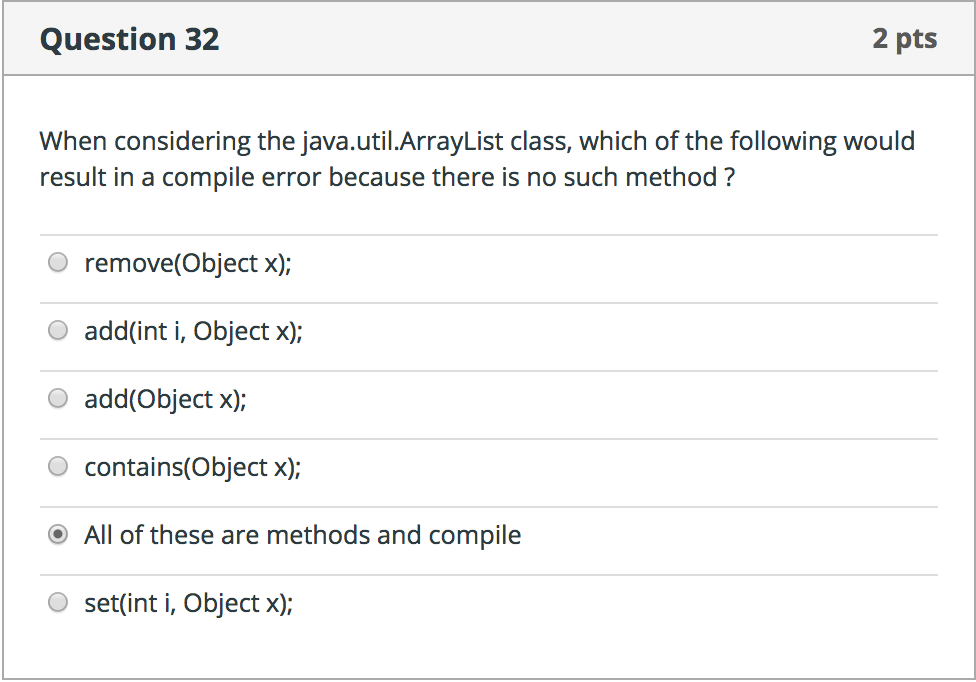 Question 32
2 pts
When considering the java.util.ArrayList class, which of the following would
result in a compile error because there is no such method ?
remove(Object x);
add(int i, Object x);
add(Object x);
contains(Object x);
All of these are methods and compile
set(int i, Object x);